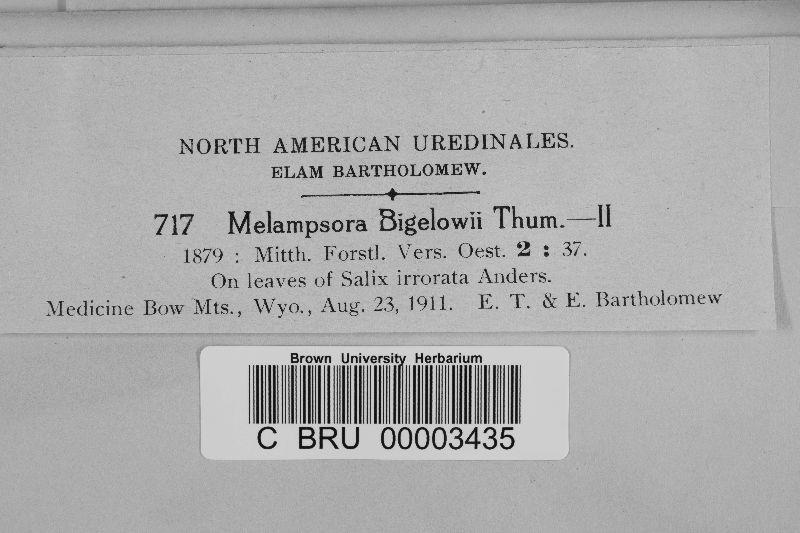 NORTH AMERICAN UREDINALES.
ELAM BARTHOLOMEW.
717 Melampsora Bigelowii Thum.—II
1879 : Mitth. Forstl. Vers. Oest. 2 : 37.
On leaves of Salix irrorata Anders.
Medicine Bow Mts., Wyo., Aug. 23, 1911. E. T. & E. Bartholomew
Brown University Herbarium
C BRU 00003435